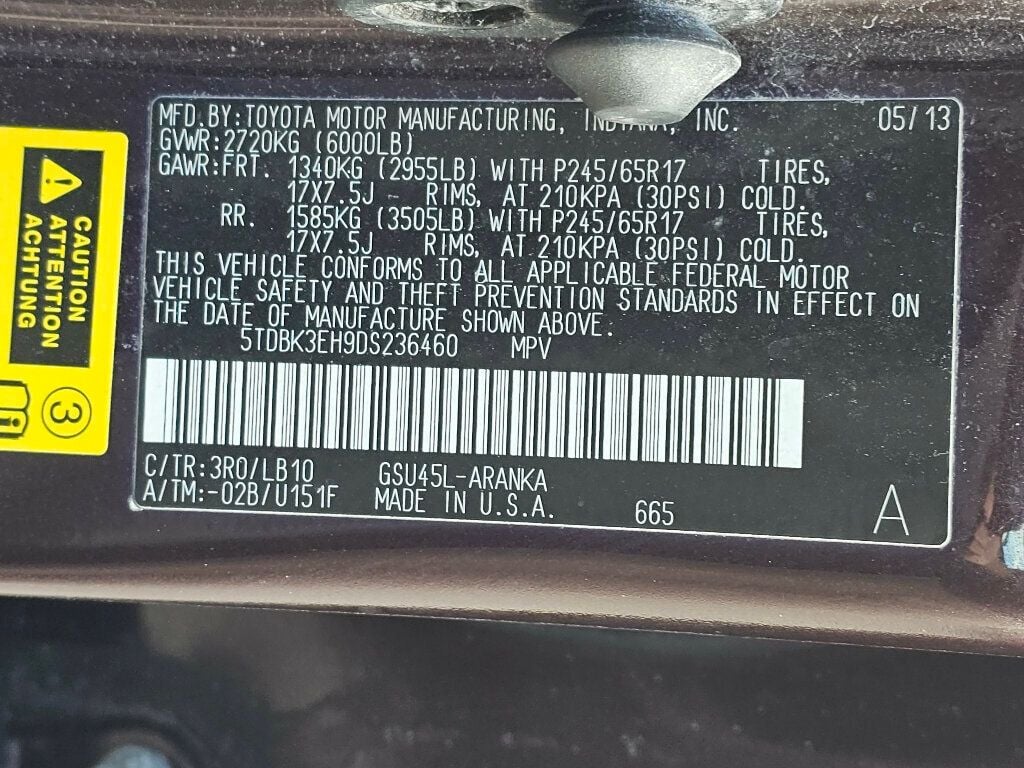 MFD.BY:TOYOTA MOTOR MANUFACTURING, INDIANA, INC. 05/13
GVWR:2720KG (6000LB)
GAWR:FRT. 1340KG (2955LB) WITH P245/65R17 TIRES,
17X7.5J - RIMS, AT 210KPA (30PSI) COLD.
RR. 1585KG (3505LB) WITH P245/65R17 TIRES,
17X7.5J RIMS, AT 210KPA (30PSI) COLD.
THIS VEHICLE CONFORMS TO ALL APPLICABLE FEDERAL MOTOR
VEHICLE SAFETY AND THEFT PREVENTION STANDARDS IN EFFECT ON
THE DATE OF MANUFACTURE SHOWN ABOVE.
5TDBK3EH9DS236460 MPV
C/TR:3R0/LB10 GSU45L-ARANKA
A/TM:-02B/U151F MADE IN U.S.A. 665 A
CAUTION
ATTENTION
ACHTUNG
3